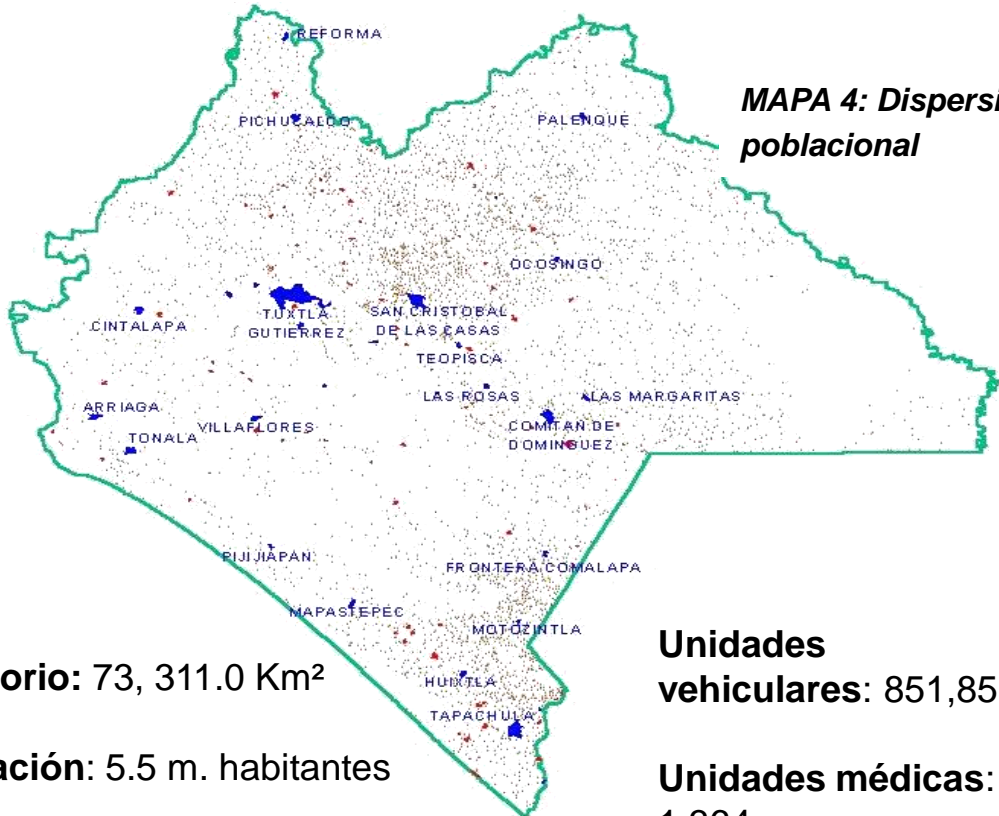 REFORMA
MAPA 4: Dispersi
poblacional
PICHUCALCO
PALENQUE
OCOSINGO
TUXTLA
GUTIERREZ
SAN CRISTOBAL
DE LAS CASAS
CINTALAPA
TEOPISCA
LAS ROSAS
LAS MARGARITAS
ARRIAGA
VILLAFLORES
COMITAN DE
DOMINGUEZ
TONALA
PIJIJIAPAN
FRONTERA COMALAPA
MAPASTEPEC
MOTOZINTLA
HUIXTLA
TAPACHULA
orio: 73, 311.0 Km²
ación: 5.5 m. habitantes
Unidades
vehiculares: 851,85
Unidades médicas: